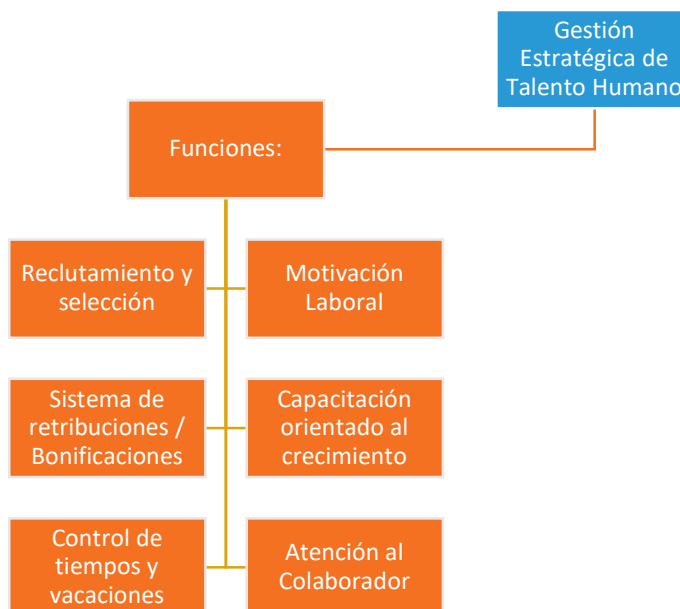 Gestión
Estratégica de
Talento Humano
Funciones:
Reclutamiento y
selección
Motivación
Laboral
Sistema de
retribuciones /
Bonificaciones
Capacitación
orientado al
crecimiento
Control de
tiempos y
vacaciones
Atención al
Colaborador